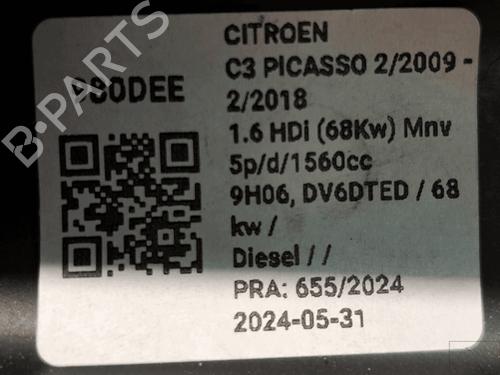 CITROEN
C3 PICASSO 2/2009 -
2/2018
1.6 HDi (68Kw) Mnv
5p/d/1560cc
9H06, DV6DTED / 68
kw /
Diesel / /
PRA: 655/2024
2024-05-31
B-PARTS